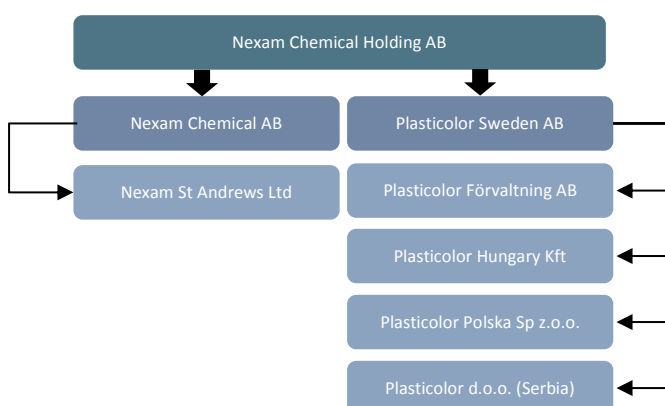 Nexam Chemical Holding AB
Nexam Chemical AB
Plasticolor Sweden AB
Nexam St Andrews Ltd
Plasticolor Förvaltning AB
Plasticolor Hungary Kft
Plasticolor Polska Sp z.o.o.
Plasticolor d.o.o. (Serbia)